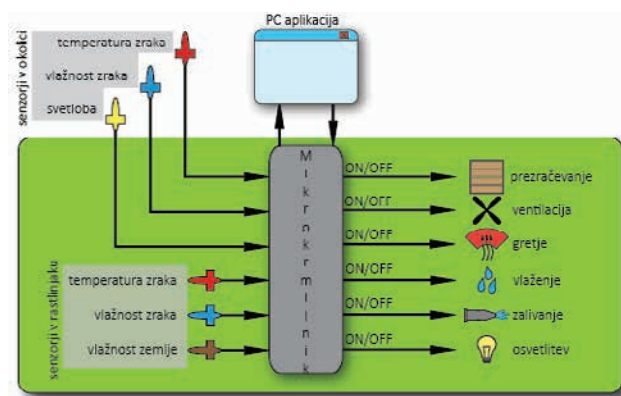 PC aplikacija
senzorji v okolici
temperatura zraka
vlažnost zraka
svetloba
Mikrokrmilnik
ON/OFF
prezračevanje
ON/OFF
ventilacija
ON/OFF
gretje
senzorji v rastlinjaku
temperatura zraka
ON/OFF
vlaženje
vlažnost zraka
ON/OFF
zalivanje
vlažnost zemlje
ON/OFF
osvetlitev